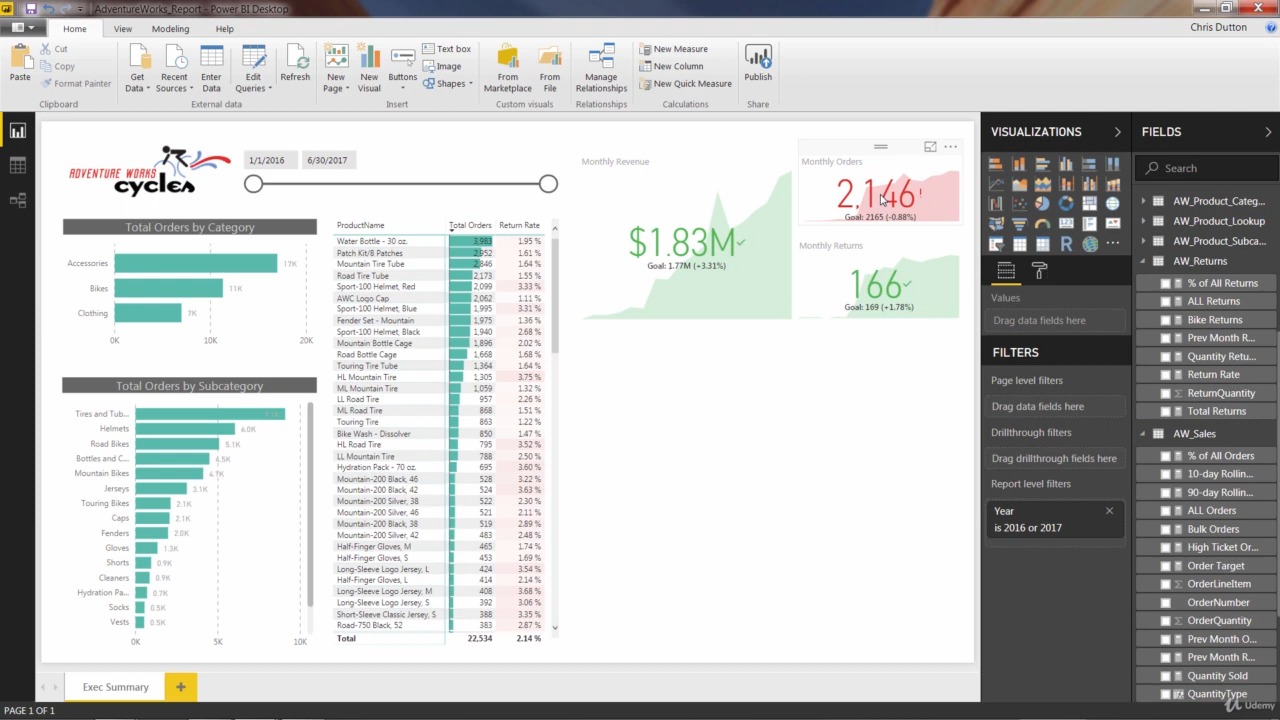 AdventureWorks_Report - Power BI Desktop
Home
View
Modeling
Help
Chris Dutton
Paste
Cut
Copy
Format Painter
Clipboard
Get Data
Recent Sources
Enter Data
Edit Queries
Refresh
External data
New Page
New Visual
Buttons
Text box
Image
Shapes
Insert
From Marketplace
From File
Custom visuals
Manage Relationships
Relationships
New Measure
New Column
New Quick Measure
Calculations
Publish
Share
ADVENTURE WORKS
cycles
1/1/2016
6/30/2017
Total Orders by Category
Accessories 17K
Bikes 11K
Clothing 7K
0K 10K 20K
Total Orders by Subcategory
Tires and Tub...
Helmets 6.0K
Road Bikes 5.1K
Bottles and C... 4.5K
Mountain Bikes 4.1K
Jerseys 3.1K
Touring Bikes 2.1K
Caps 2.1K
Fenders 2.0K
Gloves 1.3K
Shorts 0.9K
Cleaners 0.9K
Hydration Pa... 0.7K
Socks 0.5K
Vests 0.5K
0K 5K 10K
ProductName Total Orders Return Rate
Water Bottle - 30 oz. 3,983 1.95 %
Patch Kit/8 Patches 2,952 1.61 %
Mountain Tire Tube 2,846 1.64 %
Road Tire Tube 2,173 1.55 %
Sport-100 Helmet, Red 2,099 3.33 %
AWC Logo Cap 2,062 1.11 %
Sport-100 Helmet, Blue 1,995 3.31 %
Fender Set - Mountain 1,975 1.36 %
Sport-100 Helmet, Black 1,940 2.68 %
Mountain Bottle Cage 1,896 2.02 %
Road Bottle Cage 1,668 1.68 %
Touring Tire Tube 1,364 1.64 %
HL Mountain Tire 1,305 3.75 %
ML Mountain Tire 1,059 1.32 %
LL Road Tire 957 2.26 %
ML Road Tire 868 1.51 %
Touring Tire 863 1.22 %
Bike Wash - Dissolver 850 1.47 %
HL Road Tire 795 3.52 %
LL Mountain Tire 788 2.50 %
Hydration Pack - 70 oz. 695 3.60 %
Mountain-200 Black, 46 528 3.22 %
Mountain-200 Black, 42 524 3.63 %
Mountain-200 Silver, 38 522 2.30 %
Mountain-200 Silver, 46 521 2.11 %
Mountain-200 Black, 38 519 2.89 %
Mountain-200 Silver, 42 483 2.48 %
Half-Finger Gloves, M 465 1.74 %
Half-Finger Gloves, S 453 1.69 %
Long-Sleeve Logo Jersey, L 424 3.54 %
Half-Finger Gloves, L 414 2.14 %
Long-Sleeve Logo Jersey, M 408 3.68 %
Long-Sleeve Logo Jersey, S 392 3.06 %
Short-Sleeve Classic Jersey, S 388 3.35 %
Road-750 Black, 52 383 2.87 %
Total 22,534 2.14 %
Monthly Revenue
$1.83M
Goal: 1.77M (+3.31%)
Monthly Orders
2,146!
Goal: 2165 (-0.88%)
Monthly Returns
166
Goal: 169 (+1.78%)
VISUALIZATIONS
Values
Drag data fields here
FILTERS
Page level filters
Drag data fields here
Drillthrough filters
Drag drillthrough fields here
Report level filters
Year
is 2016 or 2017
FIELDS
Search
AW_Product_Categ...
AW_Product_Lookup
AW_Product_Subca...
AW_Returns
% of All Returns
ALL Returns
Bike Returns
Prev Month R...
Quantity Retu...
Return Rate
ReturnQuantity
Total Returns
AW_Sales
% of All Orders
10-day Rollin...
90-day Rollin...
ALL Orders
Bulk Orders
High Ticket Or...
Order Target
OrderLineItem
OrderNumber
OrderQuantity
Prev Month O...
Prev Month R...
Quantity Sold
QuantityType
Exec Summary
PAGE 1 OF 1
Udemy